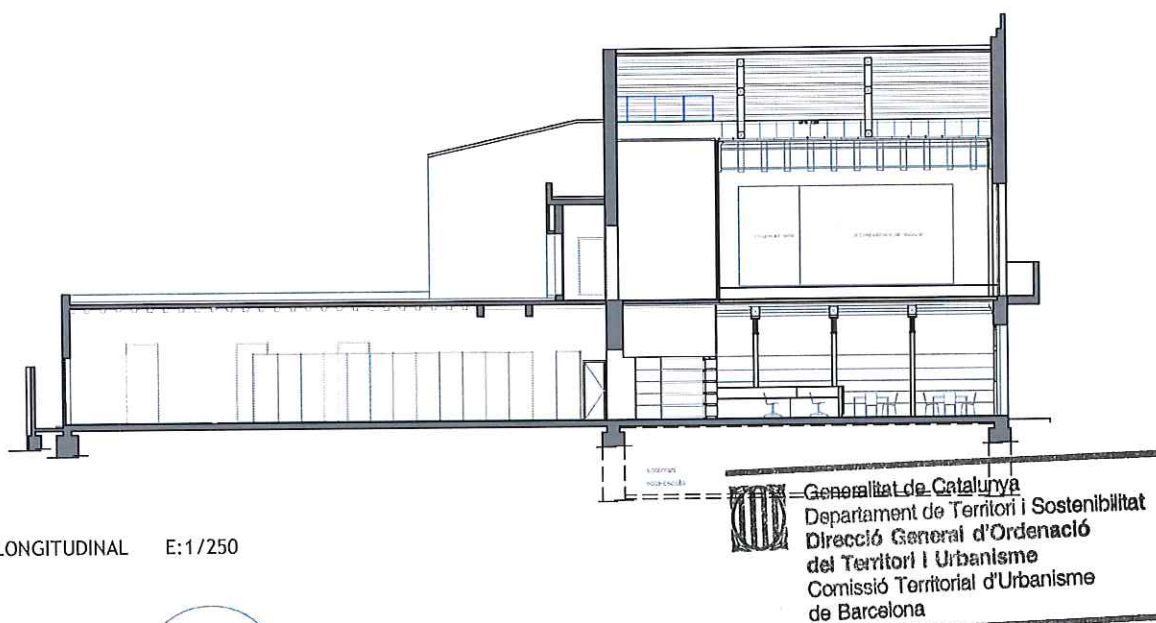 LONGITUDINAL E:1/250
Generalitat de Catalunya
Departament de Territori i Sostenibilitat
Direcció General d'Ordenació
del Territori i Urbanisme
Comissió Territorial d'Urbanisme
de Barcelona